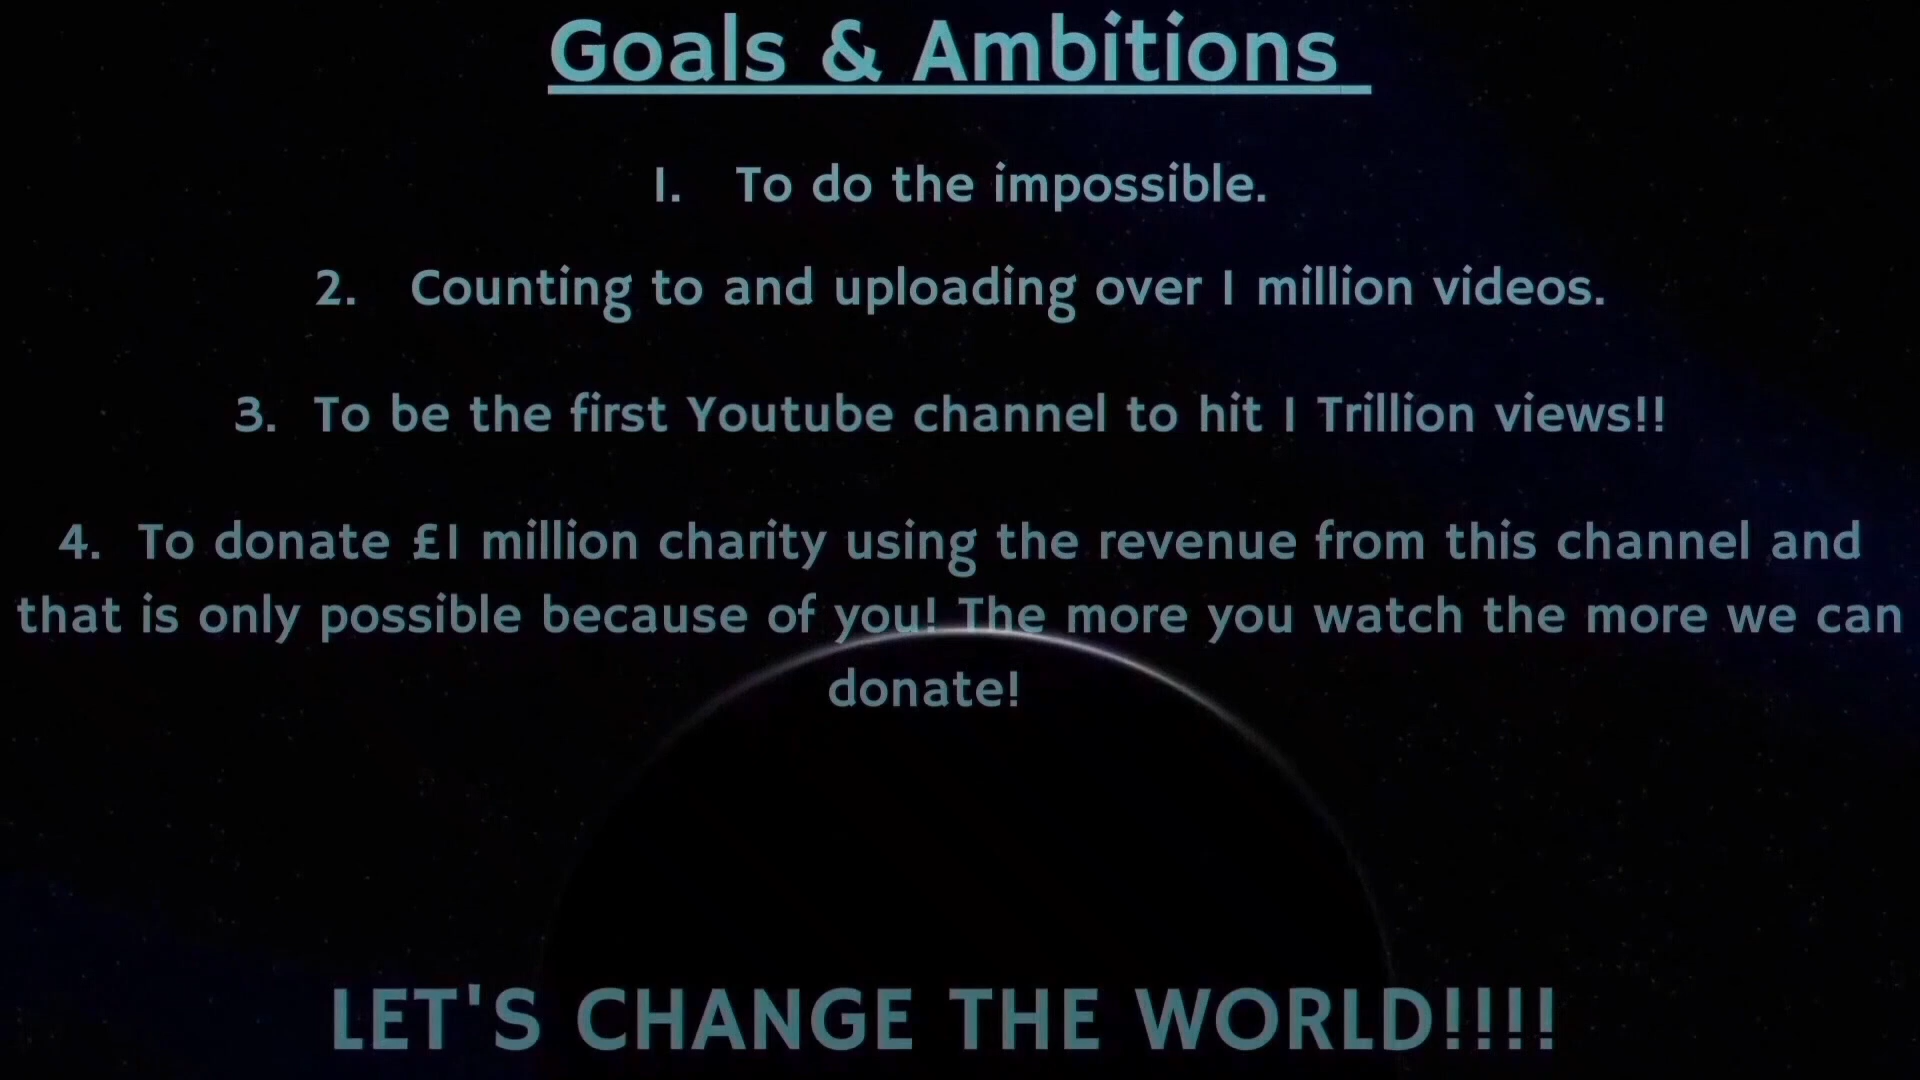 Goals & Ambitions
1. To do the impossible.
2. Counting to and uploading over 1 million videos.
3. To be the first Youtube channel to hit 1 Trillion views!!
4. To donate £1 million charity using the revenue from this channel and
that is only possible because of you! The more you watch the more we can
donate!
LET'S CHANGE THE WORLD!!!!